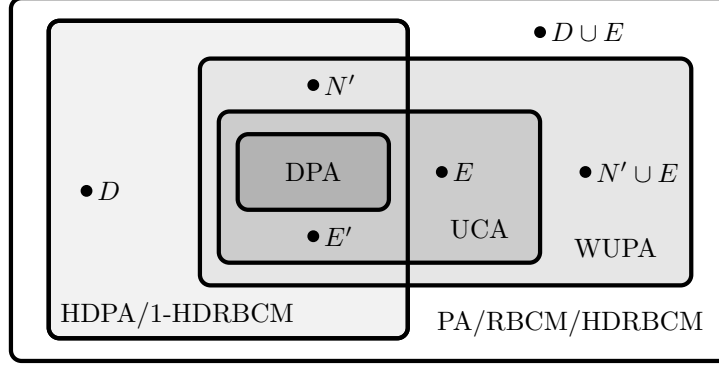 D ∪ E
N′
DPA
E
N′ ∪ E
D
E′
UCA
WUPA
HDPA/1-HDRBCM
PA/RBCM/HDRBCM